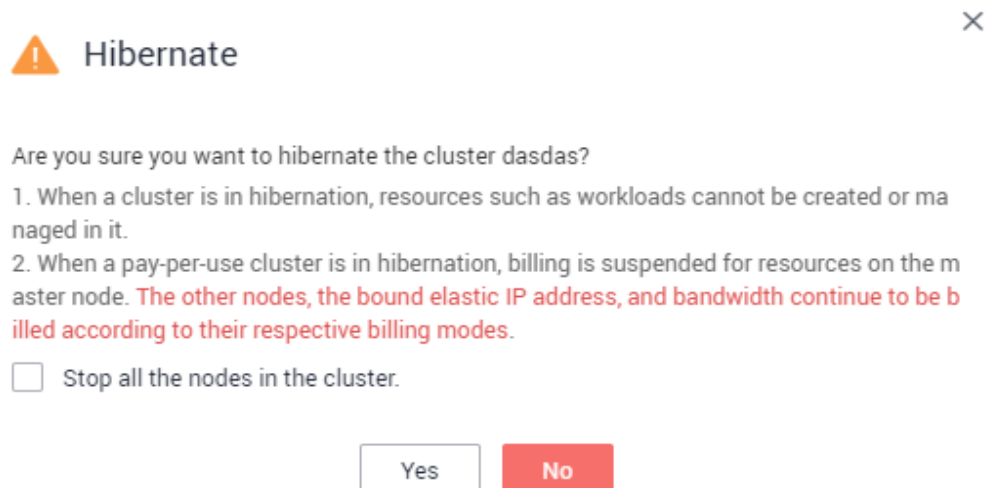 Hibernate
Are you sure you want to hibernate the cluster dasdas?
1. When a cluster is in hibernation, resources such as workloads cannot be created or ma
naged in it.
2. When a pay-per-use cluster is in hibernation, billing is suspended for resources on the m
aster node. The other nodes, the bound elastic IP address, and bandwidth continue to be b
illed according to their respective billing modes.
Stop all the nodes in the cluster.
Yes No